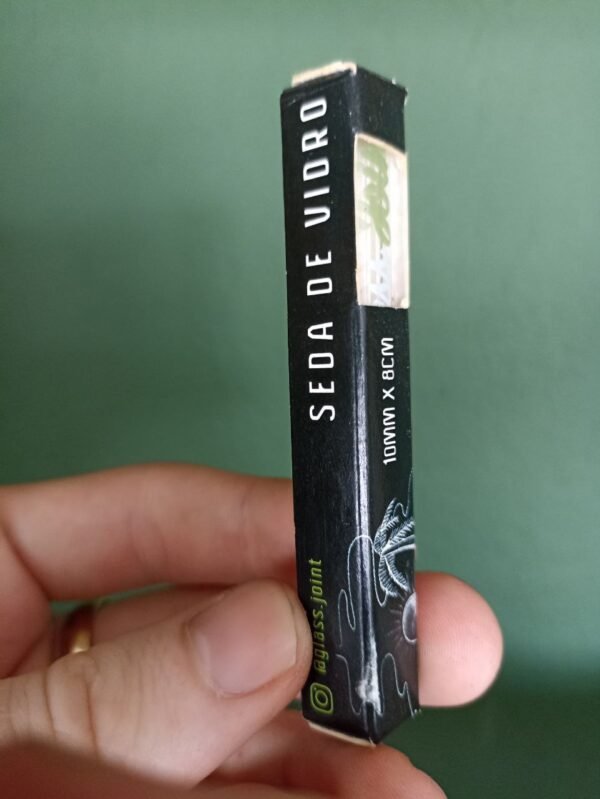 SEDA DE VIDRO
@glass.joint
10MM X 8CM